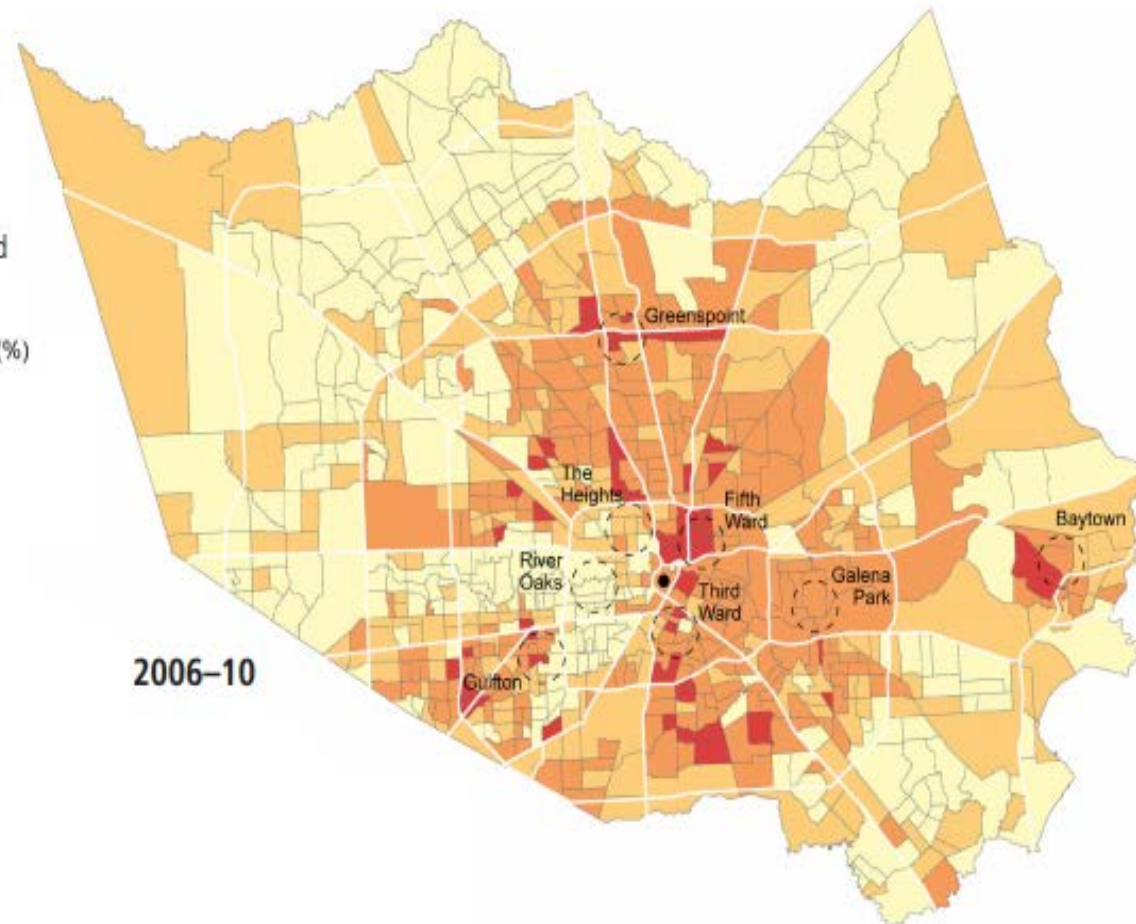 d
(%)
Greenspoint
The
Heights
Fifth
Ward
Baytown
River
Oaks
Third
Ward
Galena
Park
Gulfton
2006–10